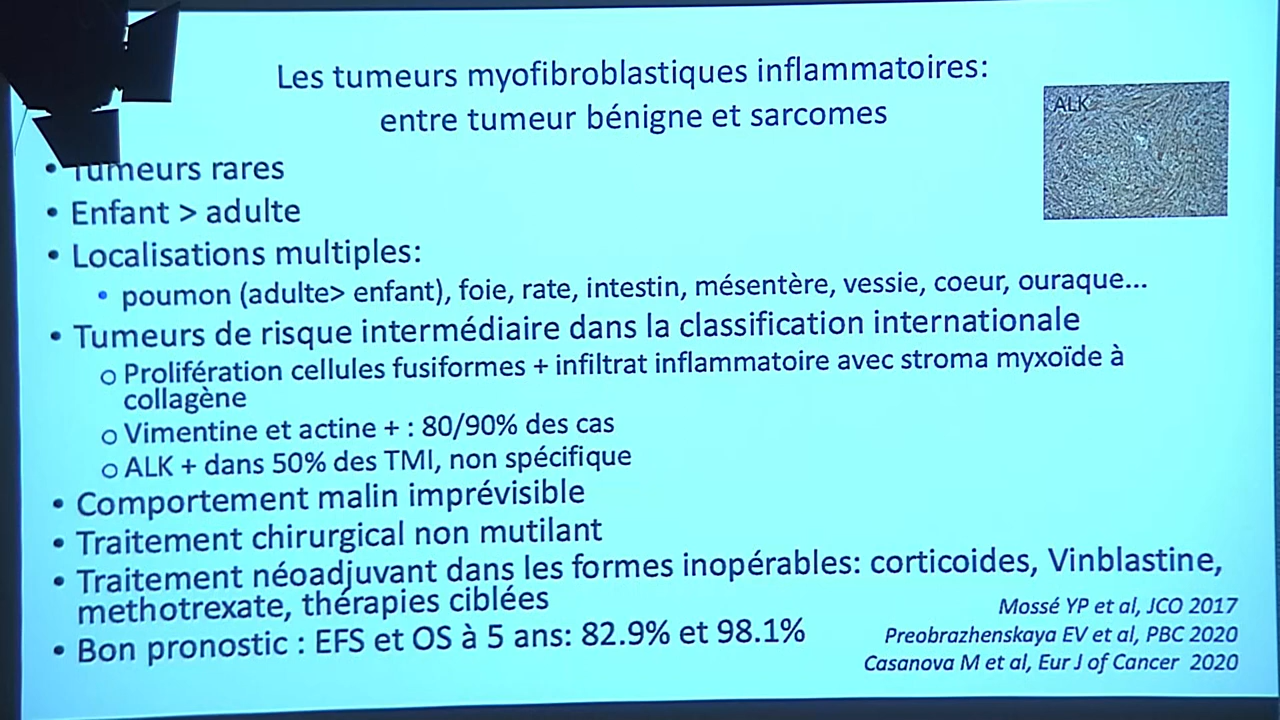 Les tumeurs myofibroblastiques inflammatoires:
entre tumeur bénigne et sarcomes
ALK
• Tumeurs rares
• Enfant > adulte
• Localisations multiples:
• poumon (adulte> enfant), foie, rate, intestin, mésentère, vessie, coeur, ouraque...
• Tumeurs de risque intermédiaire dans la classification internationale
o Prolifération cellules fusiformes + infiltrat inflammatoire avec stroma myxoïde à
collagène
o Vimentine et actine + : 80/90% des cas
o ALK + dans 50% des TMI, non spécifique
• Comportement malin imprévisible
• Traitement chirurgical non mutilant
• Traitement néoadjuvant dans les formes inopérables: corticoides, Vinblastine,
methotrexate, thérapies ciblées
• Bon pronostic : EFS et OS à 5 ans: 82.9% et 98.1%
Mossé YP et al, JCO 2017
Preobrazhenskaya EV et al, PBC 2020
Casanova M et al, Eur J of Cancer 2020